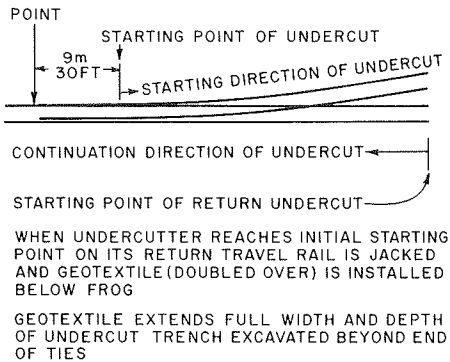 POINT
STARTING POINT OF UNDERCUT
9m
30FT
STARTING DIRECTION OF UNDERCUT
CONTINUATION DIRECTION OF UNDERCUT
STARTING POINT OF RETURN UNDERCUT
WHEN UNDERCUTTER REACHES INITIAL STARTING
POINT ON ITS RETURN TRAVEL RAIL IS JACKED
AND GEOTEXTILE (DOUBLED OVER) IS INSTALLED
BELOW FROG
GEOTEXTILE EXTENDS FULL WIDTH AND DEPTH
OF UNDERCUT TRENCH EXCAVATED BEYOND END
OF TIES